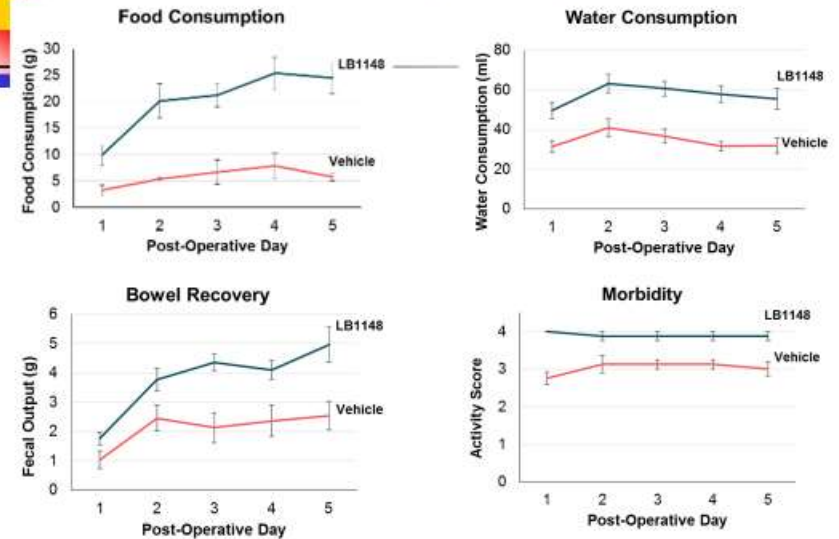 Food Consumption
Food Consumption (g)
30
25
20
15
10
5
0
LB1148
Vehicle
1 2 3 4 5
Post-Operative Day
Water Consumption
Water Consumption (ml)
80
60
40
20
0
LB1148
Vehicle
1 2 3 4 5
Post-Operative Day
Bowel Recovery
Fecal Output (g)
6
5
4
3
2
1
0
LB1148
Vehicle
1 2 3 4 5
Post-Operative Day
Morbidity
Activity Score
4
3
2
1
0
LB1148
Vehicle
1 2 3 4 5
Post-Operative Day